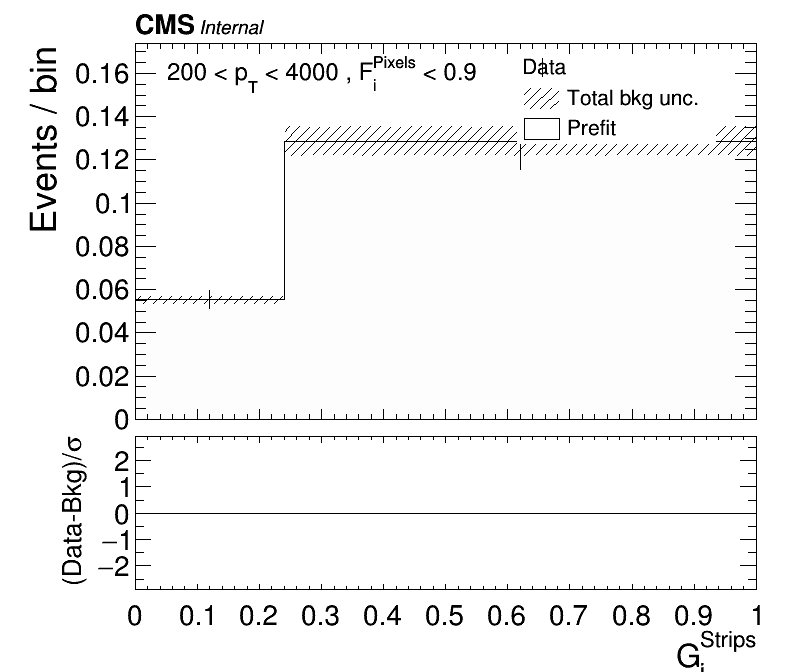 CMS Internal
200 < p_T < 4000 , F_i^Pixels < 0.9
Data
Total bkg unc.
Prefit
Events / bin
0.16
0.14
0.12
0.1
0.08
0.06
0.04
0.02
0
(Data-Bkg)/σ
2
1
0
−1
−2
0 0.1 0.2 0.3 0.4 0.5 0.6 0.7 0.8 0.9 1
G_i^Strips